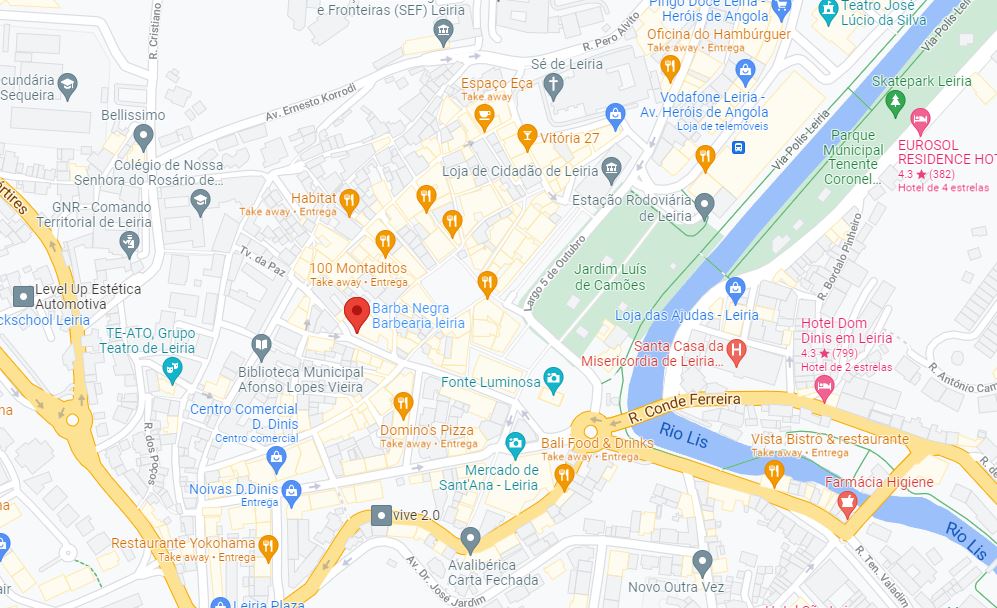 Pingo Doce Leiria -
Heróis de Angola
Teatro José
Lúcio da Silva
e Fronteiras (SEF) Leiria
R. Cristiano
R. Pero Alvito
Oficina do Hambúrguer
Take away • Entrega
Via-Polis-Leiria
Sé de Leiria
cundária
Sequeira...
Espaço Eça
Take away
Skatepark Leiria
Av. Ernesto Korrodi
Vodafone Leiria -
Av. Heróis de Angola
Loja de telemóveis
Bellissimo
Vitória 27
Via-Polis-Leiria
Parque
Municipal
Tenente
Coronel...
EUROSOL
RESIDENCE HOT
4.3 ★ (382)
Hotel de 4 estrelas
Colégio de Nossa
Senhora do Rosário de...
Loja de Cidadão de Leiria
Habitat
Take away • Entrega
Estação Rodoviária
de Leiria
GNR - Comando
Territorial de Leiria
Tv. da Paz
100 Montaditos
Take away • Entrega
Largo 5 de Outubro
Jardim Luís
de Camões
R. Bordalo Pinheiro
Level Up Estética
Automotiva
ckschool Leiria
Barba Negra
Barbearia leiria
Loja das Ajudas - Leiria
TE-ATO, Grupo
Teatro de Leiria
Hotel Dom
Dinis em Leiria
4.3 ★ (799)
Hotel de 2 estrelas
Santa Casa da
Misericordia de Leiria...
Biblioteca Municipal
Afonso Lopes Vieira
Fonte Luminosa
R. António Car
R. Conde Ferreira
Centro Comercial
D. Dinis
Centro comercial
Domino's Pizza
Take away • Entrega
R. dos Poços
Rio Lis
Bali Food & Drinks
Take away • Entrega
Vista Bistro & restaurante
Take away • Entrega
Mercado de
Sant'Ana - Leiria
Farmácia Higiene
Noivas D.Dinis
Entrega
vive 2.0
Rio Lis
Restaurante Yokohama
Take away • Entrega
Avalibérica
Carta Fechada
Av. Dr. José Jardim
Novo Outra Vez
R. Ten. Valadim
Leiria Plaza